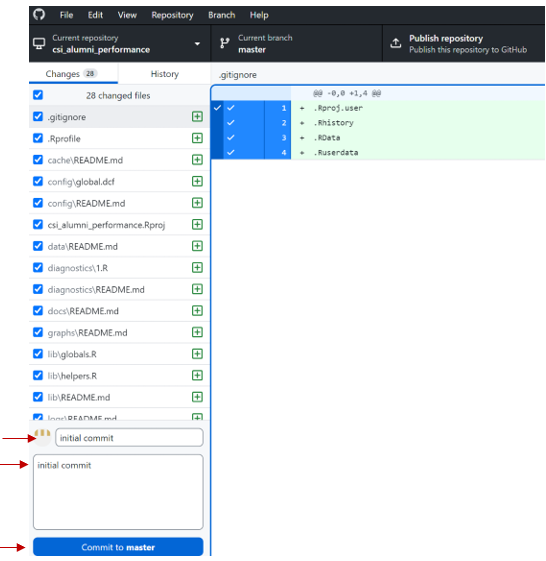 File Edit View Repository Branch Help
Current repository
csi_alumni_performance
Current branch
master
Publish repository
Publish this repository to GitHub
Changes 28 History
.gitignore
28 changed files
.gitignore
.Rprofile
cache\README.md
config\global.dcf
config\README.md
csi_alumni_performance.Rproj
data\README.md
diagnostics\1.R
diagnostics\README.md
docs\README.md
graphs\README.md
lib\globals.R
lib\helpers.R
lib\README.md
logs\README.md
@@ -0,0 +1,4 @@
1 + .Rproj.user
2 + .Rhistory
3 + .RData
4 + .Ruserdata
initial commit
initial commit
Commit to master